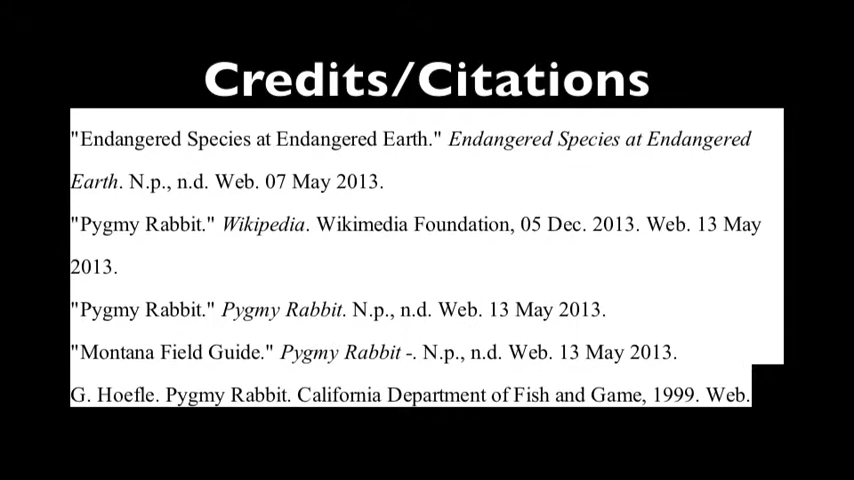 Credits/Citations
"Endangered Species at Endangered Earth." Endangered Species at Endangered
Earth. N.p., n.d. Web. 07 May 2013.
"Pygmy Rabbit." Wikipedia. Wikimedia Foundation, 05 Dec. 2013. Web. 13 May
2013.
"Pygmy Rabbit." Pygmy Rabbit. N.p., n.d. Web. 13 May 2013.
"Montana Field Guide." Pygmy Rabbit -. N.p., n.d. Web. 13 May 2013.
G. Hoefle. Pygmy Rabbit. California Department of Fish and Game, 1999. Web.